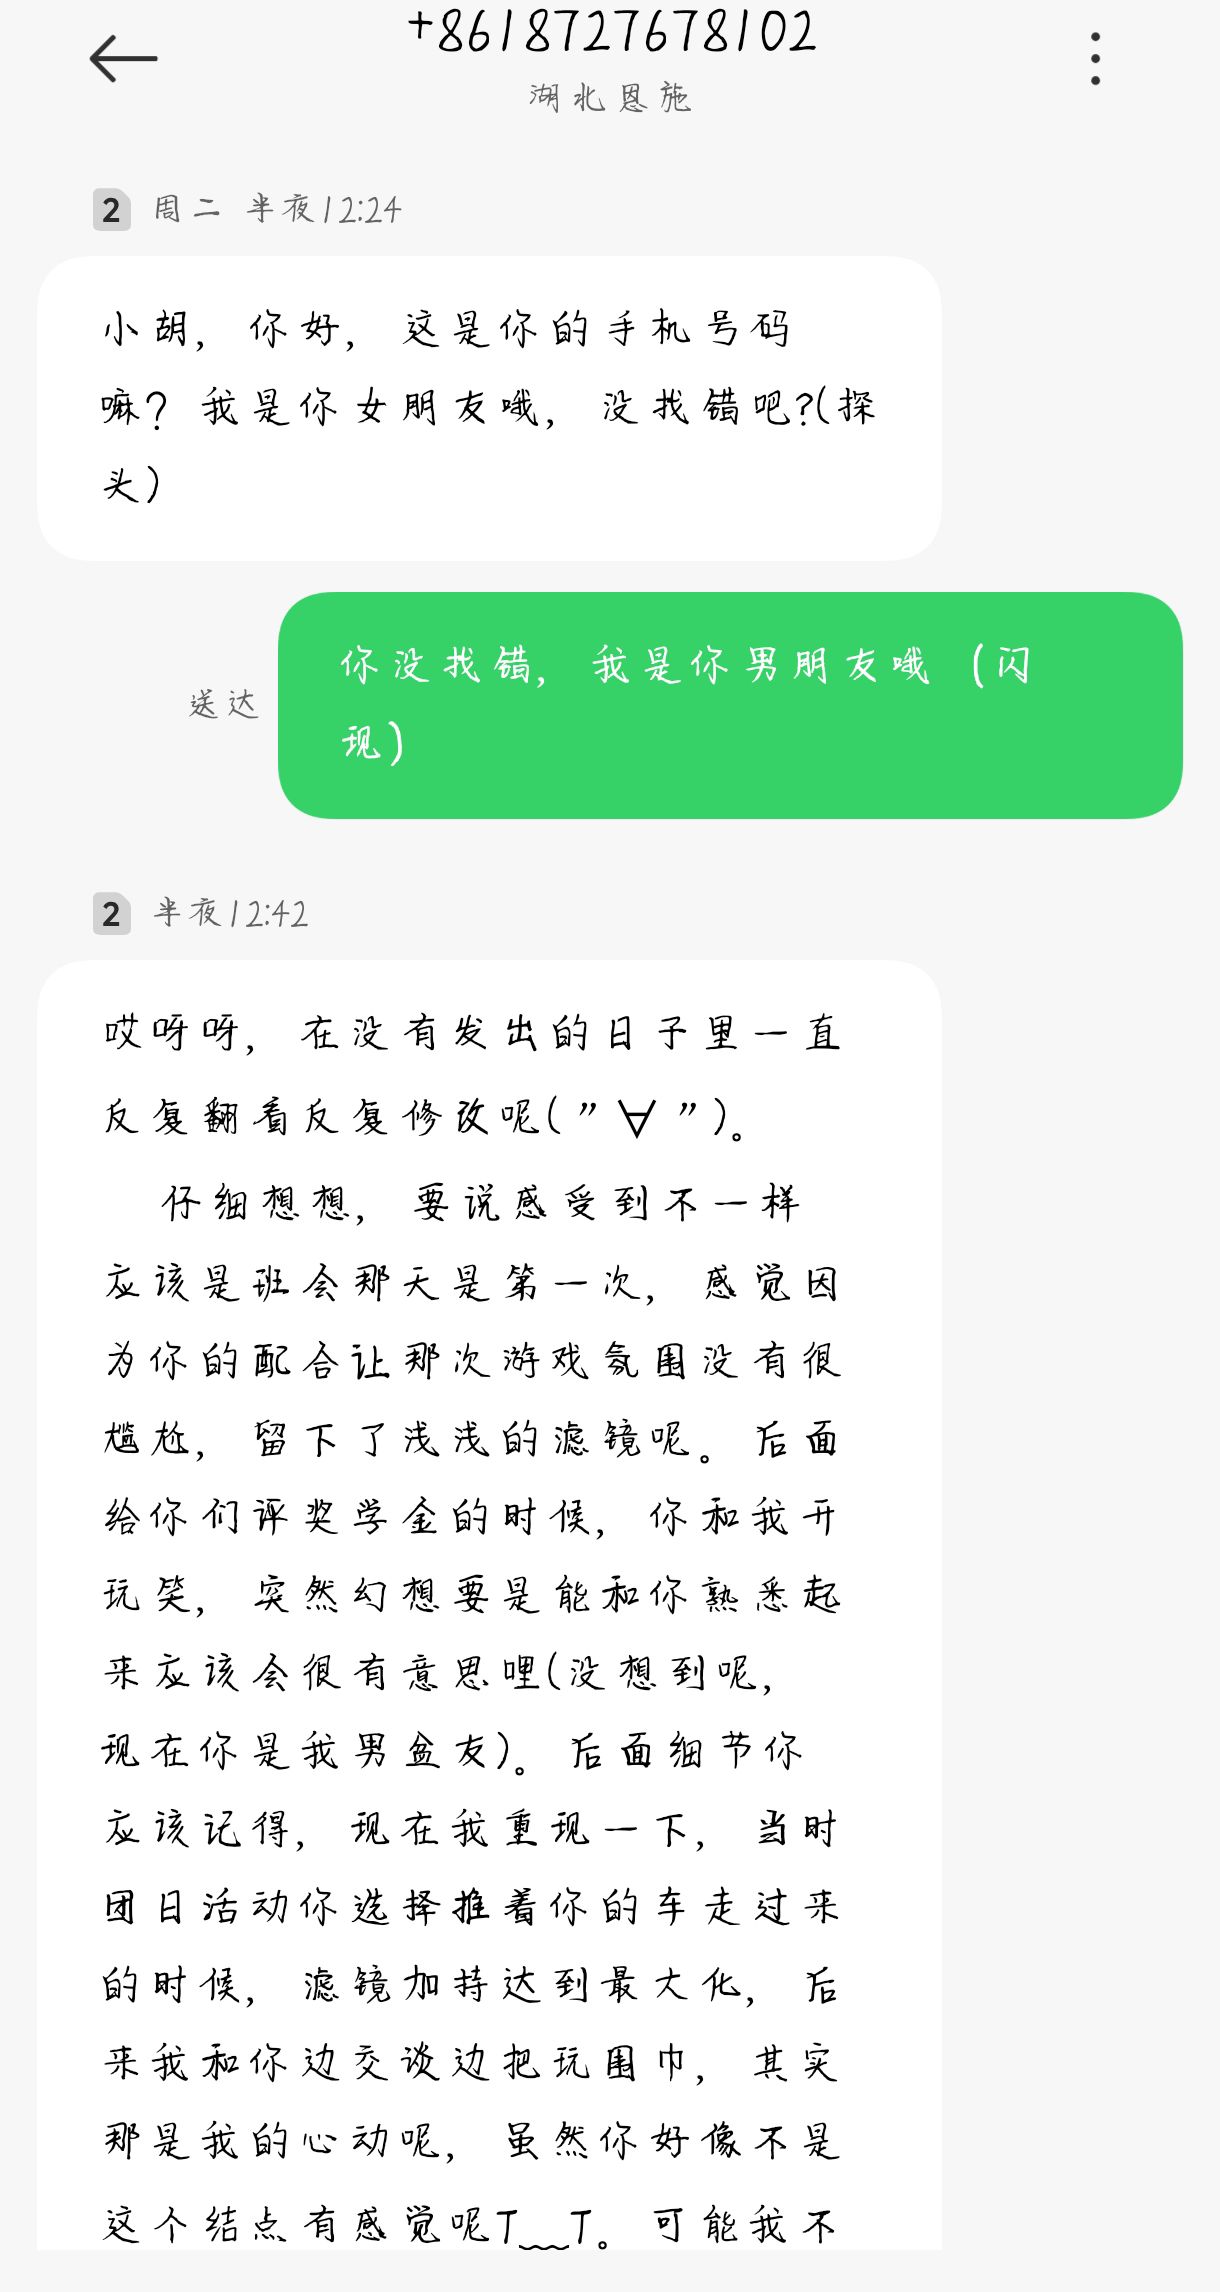 +8618727678102
湖北恩施
2 周二 半夜12:24
小胡，你好，这是你的手机号码
嘛？我是你女朋友哦，没找错吧?(探
头)
你没找错，我是你男朋友哦 (闪
现)
送达
2 半夜12:42
哎呀呀，在没有发出的日子里一直
反复翻看反复修改呢(〃∀〃)。
仔细想想，要说感受到不一样
应该是班会那天是第一次，感觉因
为你的配合让那次游戏氛围没有很
尴尬，留下了浅浅的滤镜呢。后面
给你们评奖学金的时候，你和我开
玩笑，突然幻想要是能和你熟悉起
来应该会很有意思哩(没想到呢，
现在你是我男盆友)。后面细节你
应该记得，现在我重现一下，当时
团日活动你选择推着你的车走过来
的时候，滤镜加持达到最大化，后
来我和你边交谈边把玩围巾，其实
那是我的心动呢，虽然你好像不是
这个结点有感觉呢T﹏T。可能我不